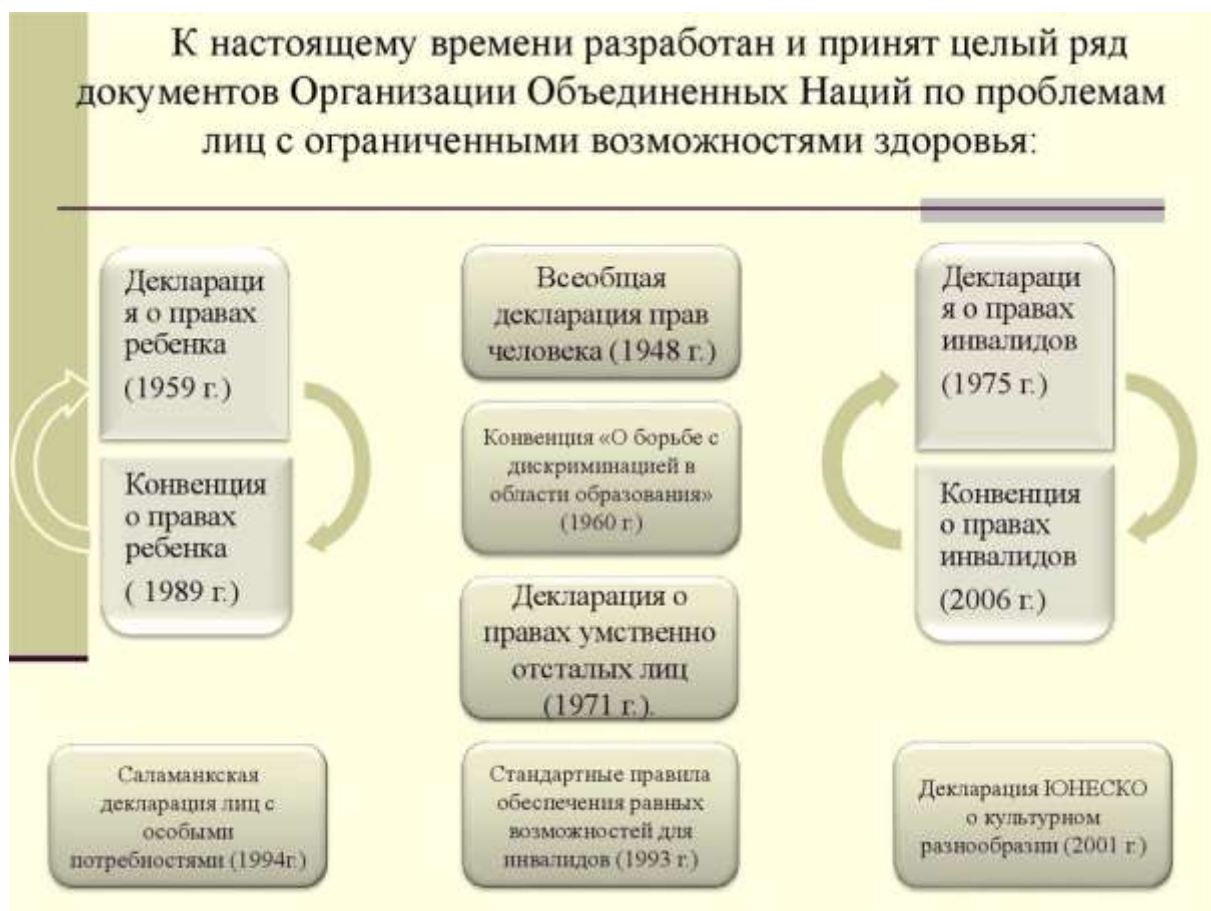 К настоящему времени разработан и принят целый ряд
документов Организации Объединенных Наций по проблемам
лиц с ограниченными возможностями здоровья:
Деклараци
я о правах
ребенка
(1959 г.)
Конвенция
о правах
ребенка
( 1989 г.)
Всеобщая
декларация прав
человека (1948 г.)
Конвенция «О борьбе с
дискриминацией в
области образования»
(1960 г.)
Декларация о
правах умственно
отсталых лиц
(1971 г.).
Деклараци
я о правах
инвалидов
(1975 г.)
Конвенция
о правах
инвалидов
(2006 г.)
Саламанкская
декларация лиц с
особыми
потребностями (1994г.)
Стандартные правила
обеспечения равных
возможностей для
инвалидов (1993 г.)
Декларация ЮНЕСКО
о культурном
разнообразии (2001 г.)